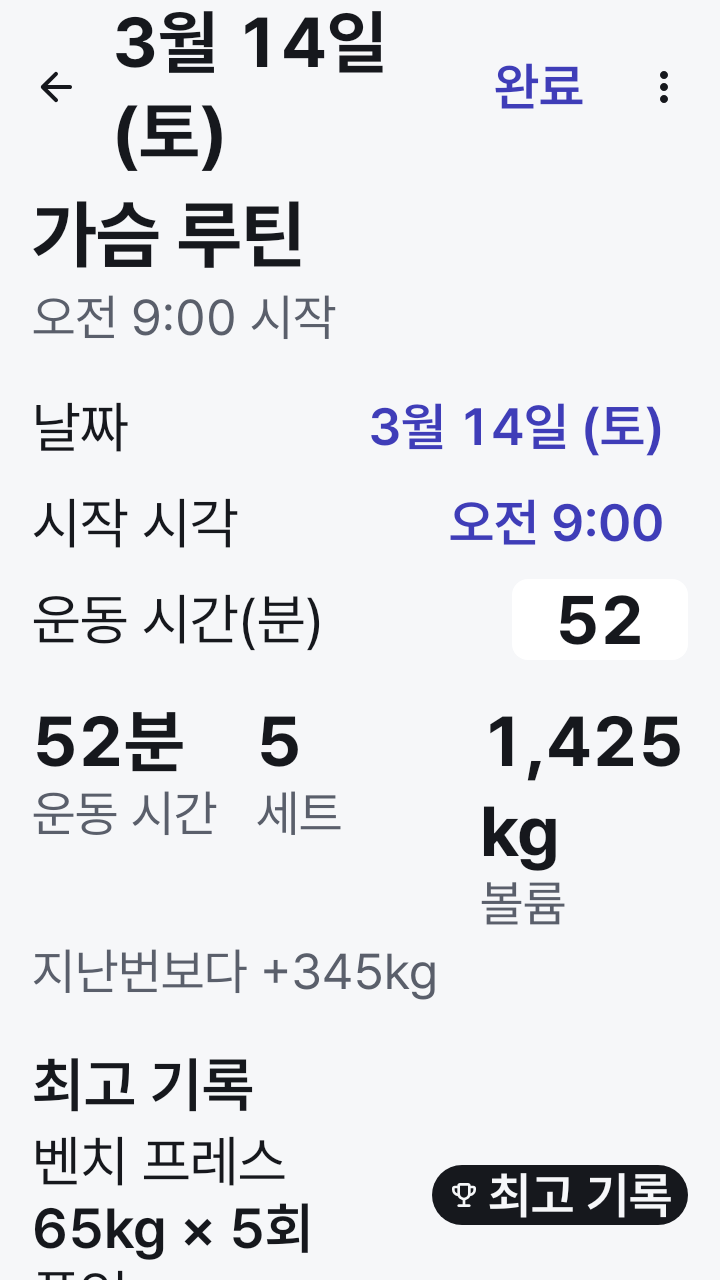 3월 14일
(토)
완료
가슴 루틴
오전 9:00 시작
날짜
3월 14일 (토)
시작 시각
오전 9:00
운동 시간(분)
52
52분
운동 시간
5
세트
1,425
kg
볼륨
지난번보다 +345kg
최고 기록
벤치 프레스
65kg × 5회
최고 기록